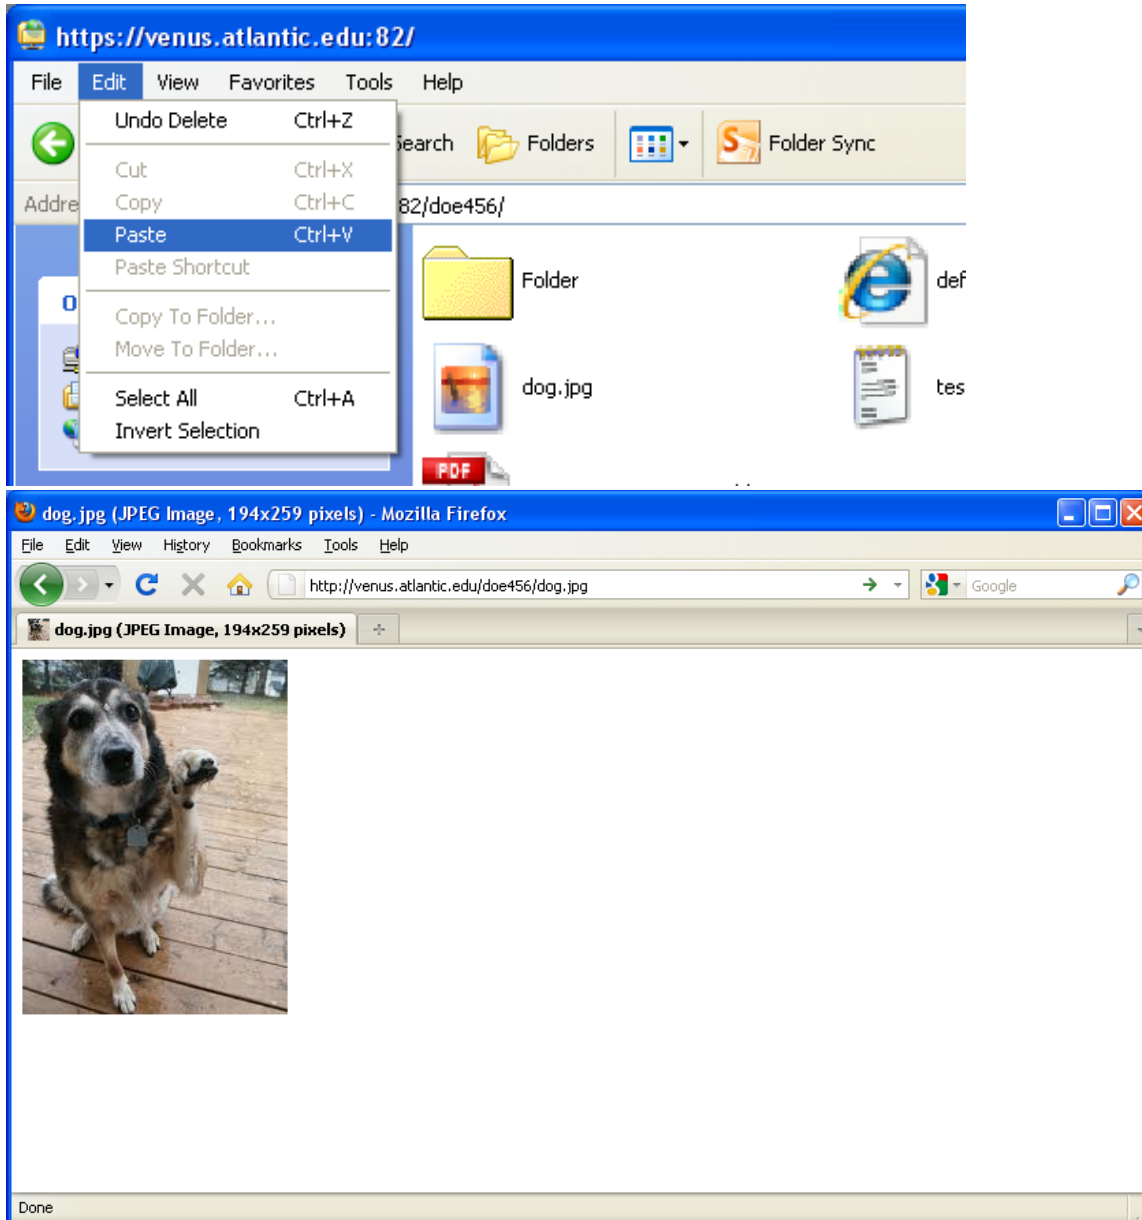 https://venus.atlantic.edu:82/
File Edit View Favorites Tools Help
Undo Delete Ctrl+Z
Cut Ctrl+X
Search Folders Folder Sync
Copy Ctrl+C
Addre 82/doe456/
Paste Ctrl+V
Paste Shortcut
Folder def
O
Copy To Folder...
Move To Folder...
dog.jpg tes
Select All Ctrl+A
Invert Selection
PDF
dog.jpg (JPEG Image, 194x259 pixels) - Mozilla Firefox
File Edit View History Bookmarks Tools Help
http://venus.atlantic.edu/doe456/dog.jpg Google
dog.jpg (JPEG Image, 194x259 pixels)
Done